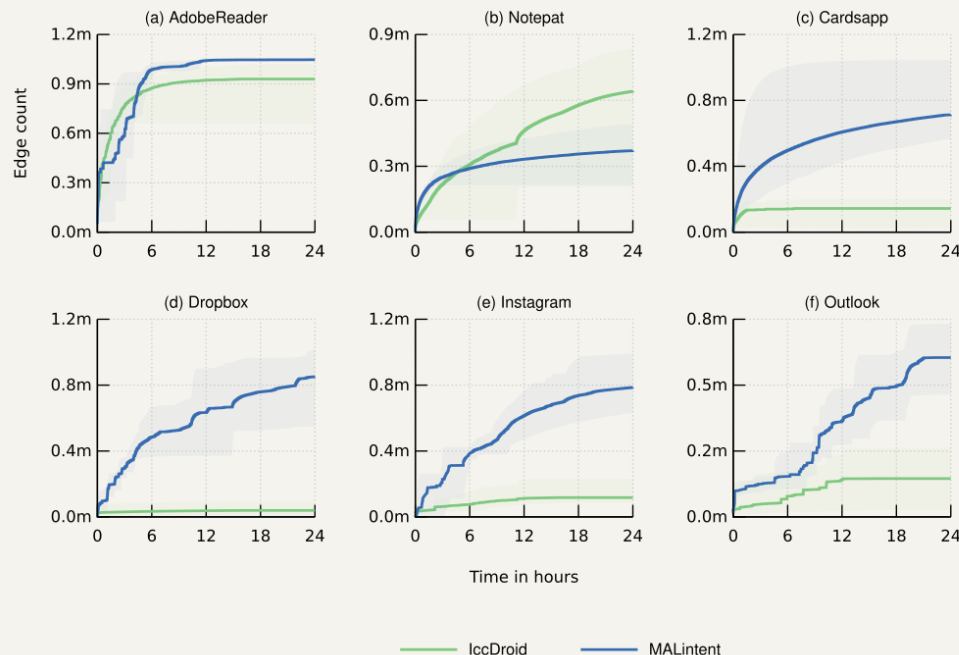 (a) AdobeReader (b) Notepat (c) Cardsapp
1.2m 0.9m 1.2m
0.9m 0.6m 0.8m
0.6m 0.3m 0.4m
0.3m
0.0m 0.0m 0.0m
Edge count
0 6 12 18 24 0 6 12 18 24 0 6 12 18 24
(d) Dropbox (e) Instagram (f) Outlook
1.2m 1.2m 0.8m
0.8m 0.8m 0.5m
0.4m 0.4m 0.2m
0.0m 0.0m 0.0m
0 6 12 18 24 0 6 12 18 24 0 6 12 18 24
Time in hours
IccDroid MALintent